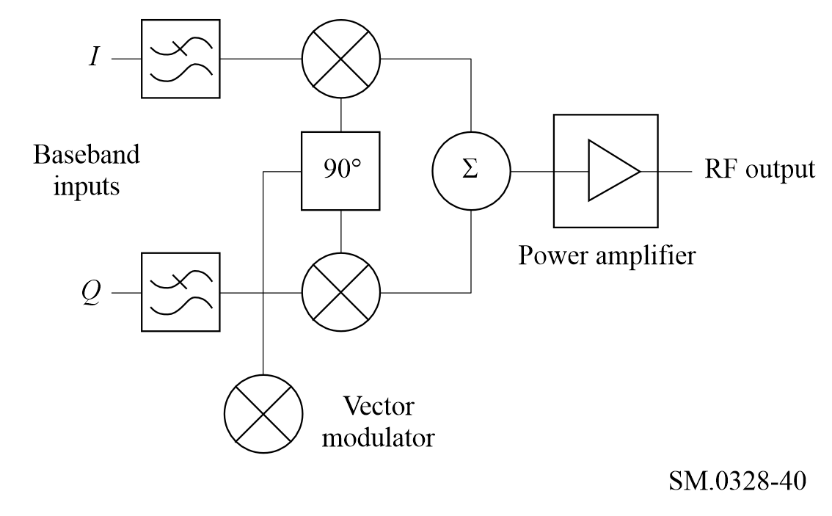 I
Baseband
inputs
90°
Σ
RF output
Power amplifier
Q
Vector
modulator
SM.0328-40